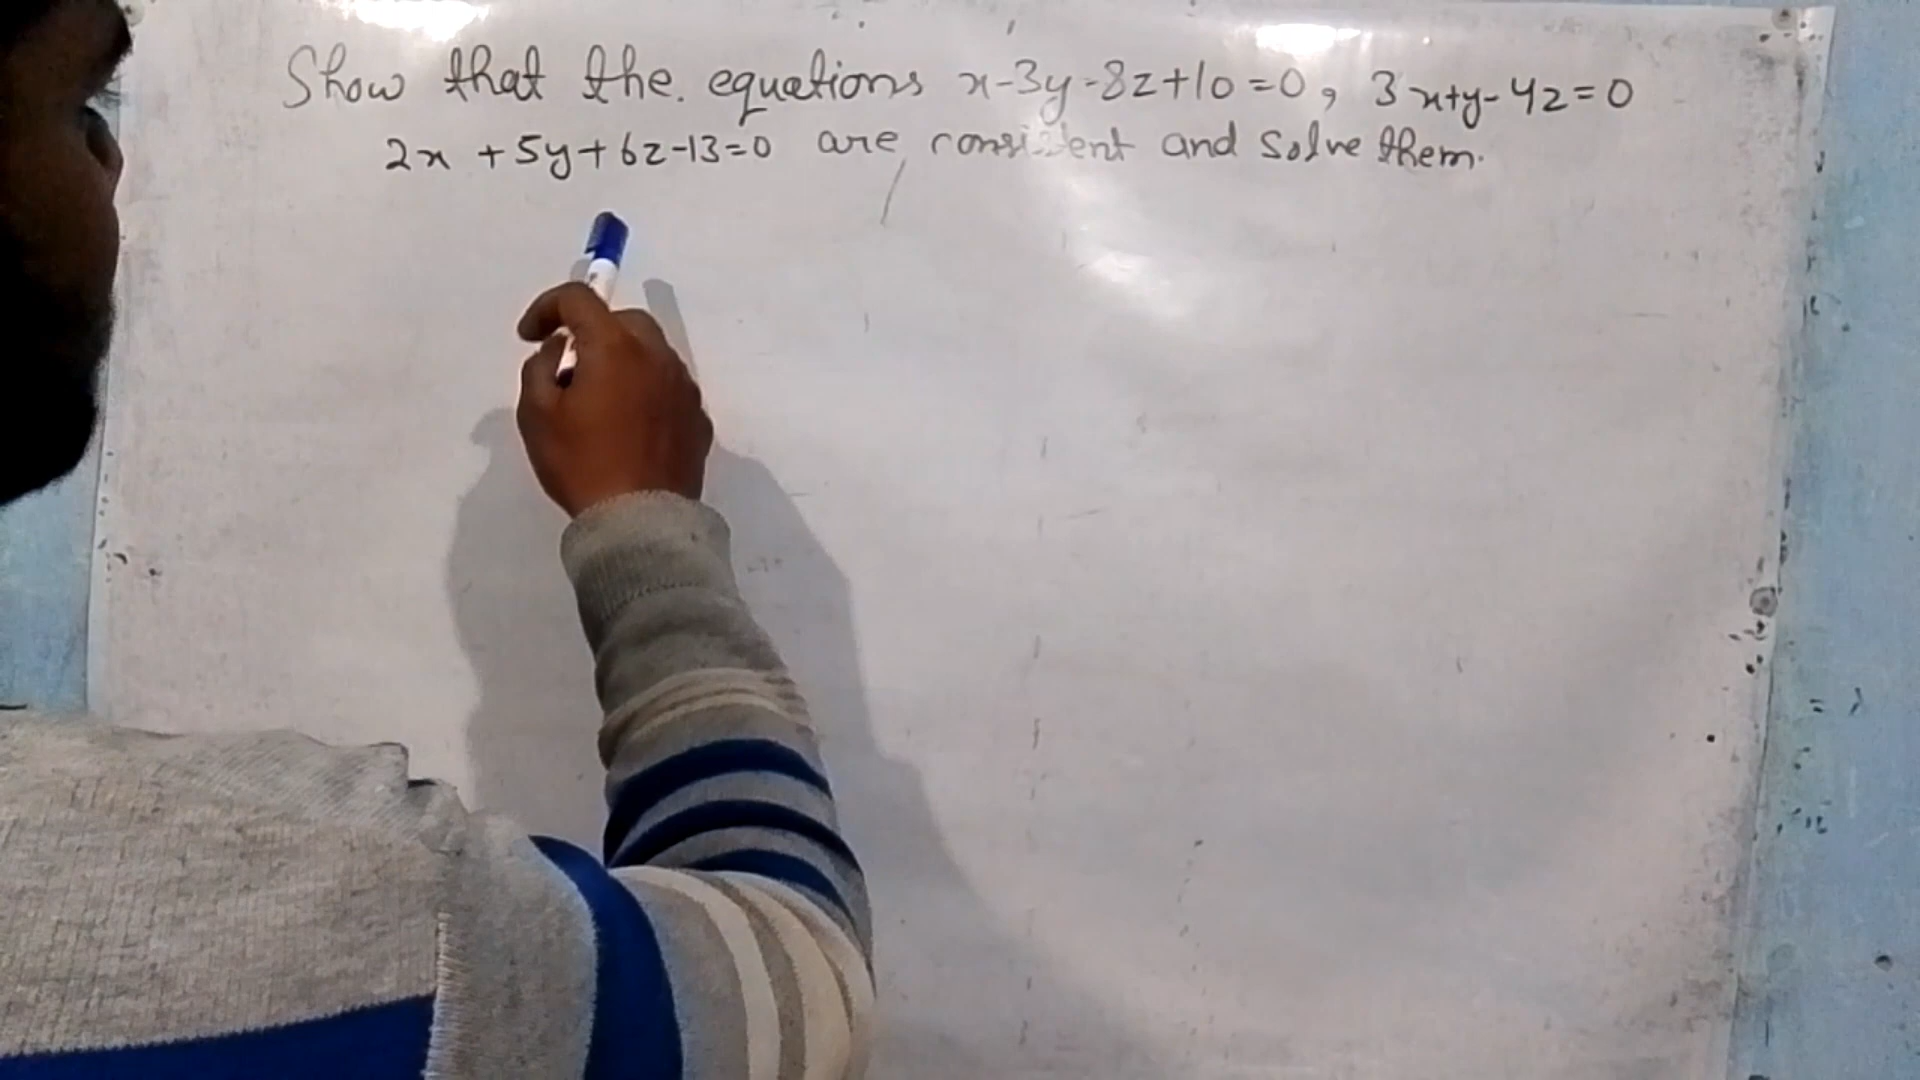 Show that the. equations x-3y-8z+10=0, 3x+y-4z=0
2x+5y+6z-13=0 are consistent and solve them.